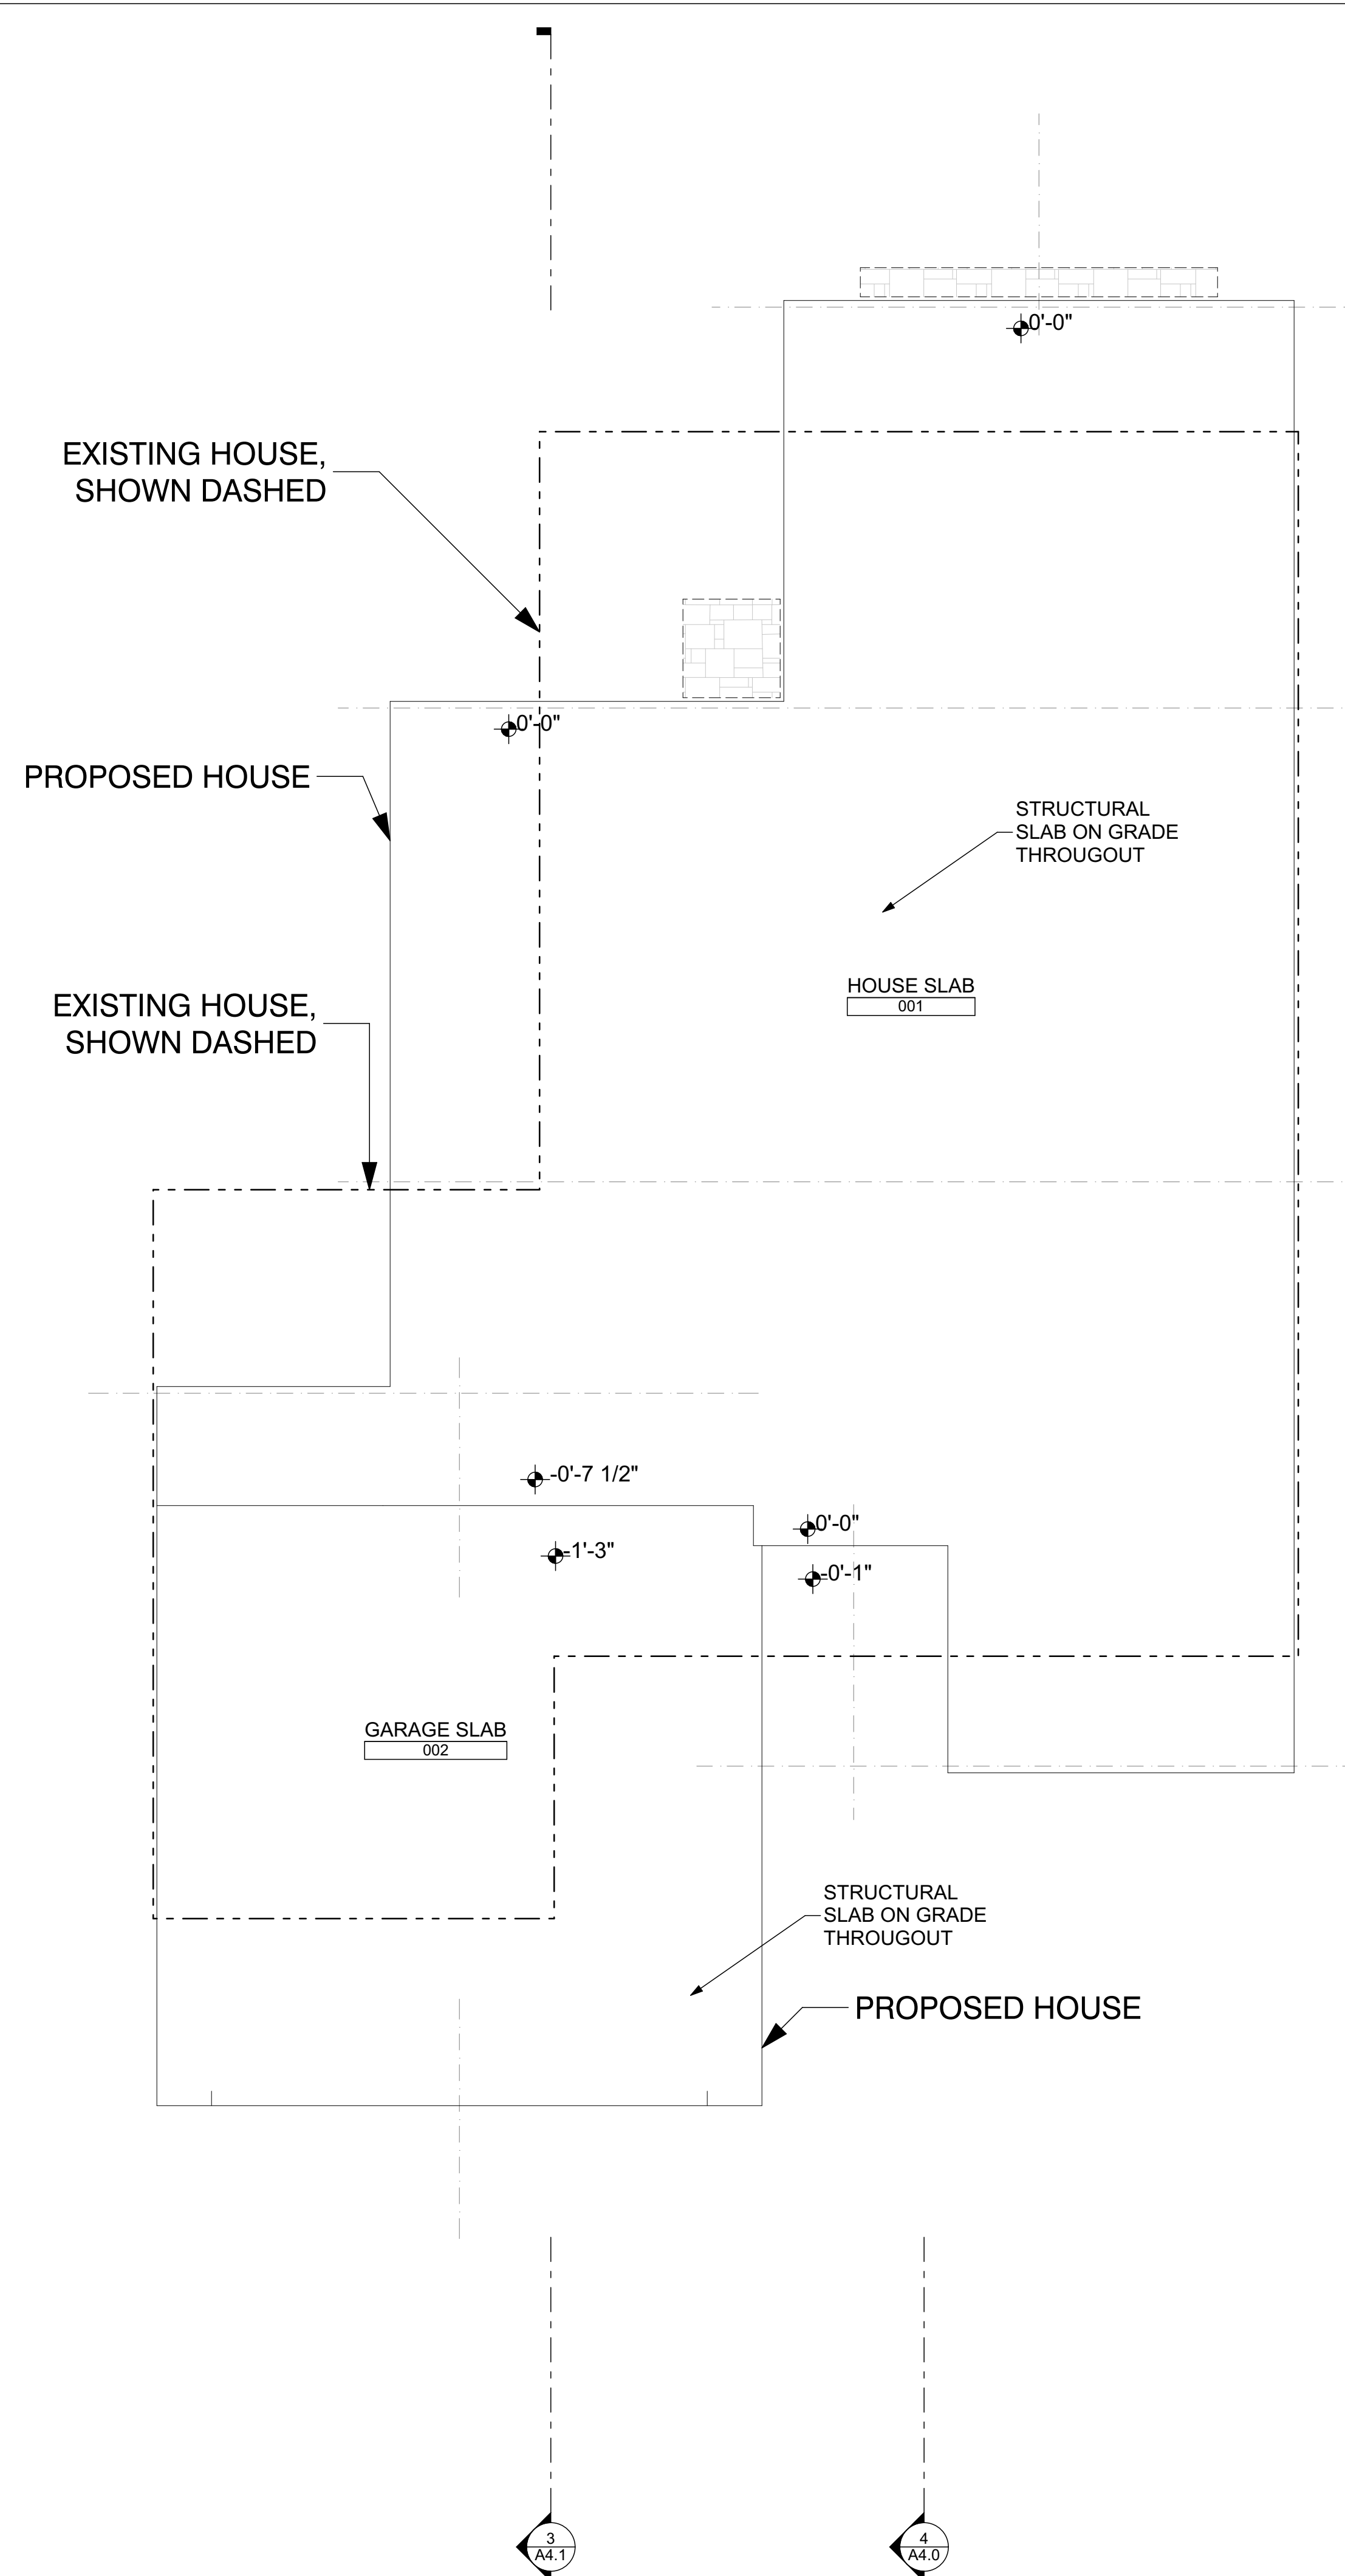 0'-0"
EXISTING HOUSE,
SHOWN DASHED
0'-0"
PROPOSED HOUSE
STRUCTURAL
SLAB ON GRADE
THROUGOUT
HOUSE SLAB
001
EXISTING HOUSE,
SHOWN DASHED
-0'-7 1/2"
0'-0"
-1'-3"
-0'-1"
GARAGE SLAB
002
STRUCTURAL
SLAB ON GRADE
THROUGOUT
PROPOSED HOUSE
3
A4.1
4
A4.0